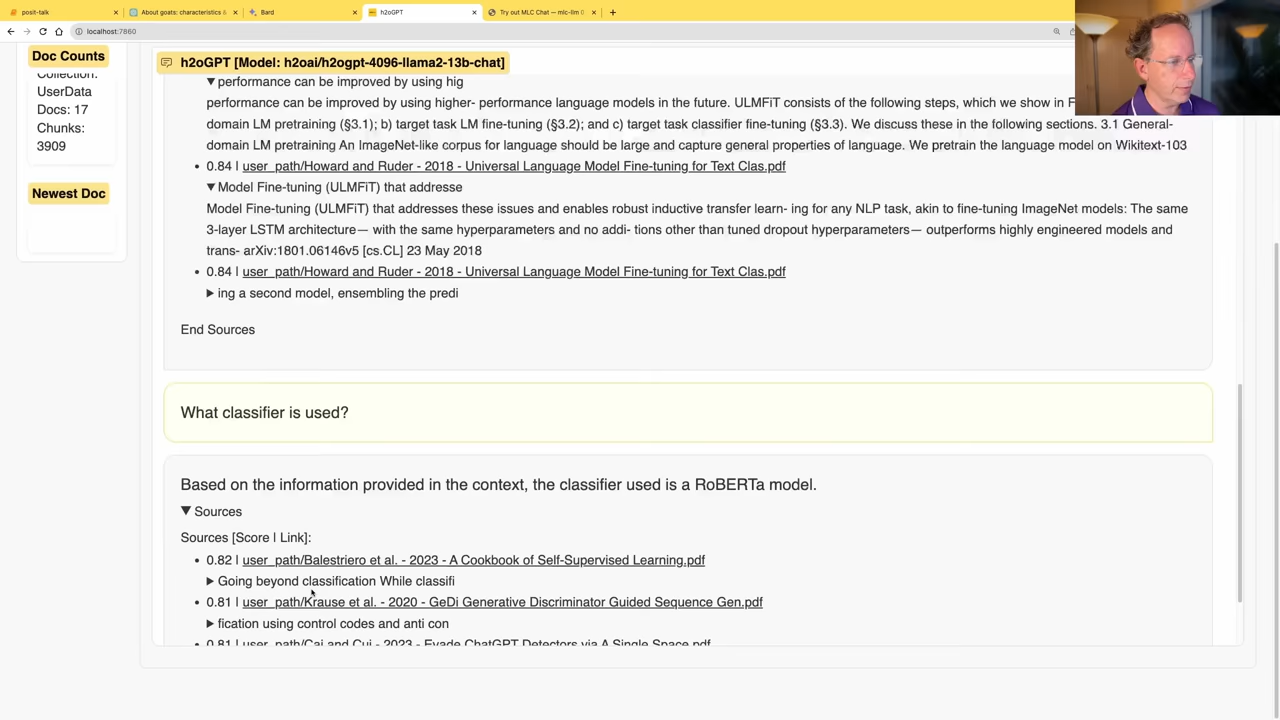 posit-talk
About goats: characteristics &
Bard
h2oGPT
Try out MLC Chat — mlc-llm 0
localhost:7860
Doc Counts
Collection:
UserData
Docs: 17
Chunks:
3909
Newest Doc
h2oGPT [Model: h2oai/h2ogpt-4096-llama2-13b-chat]
performance can be improved by using hig
performance can be improved by using higher- performance language models in the future. ULMFiT consists of the following steps, which we show in F
domain LM pretraining (§3.1); b) target task LM fine-tuning (§3.2); and c) target task classifier fine-tuning (§3.3). We discuss these in the following sections. 3.1 General-
domain LM pretraining An ImageNet-like corpus for language should be large and capture general properties of language. We pretrain the language model on Wikitext-103
• 0.84 | user_path/Howard and Ruder - 2018 - Universal Language Model Fine-tuning for Text Clas.pdf
Model Fine-tuning (ULMFiT) that addresse
Model Fine-tuning (ULMFiT) that addresses these issues and enables robust inductive transfer learn- ing for any NLP task, akin to fine-tuning ImageNet models: The same
3-layer LSTM architecture— with the same hyperparameters and no addi- tions other than tuned dropout hyperparameters— outperforms highly engineered models and
trans- arXiv:1801.06146v5 [cs.CL] 23 May 2018
• 0.84 | user_path/Howard and Ruder - 2018 - Universal Language Model Fine-tuning for Text Clas.pdf
ing a second model, ensembling the predi
End Sources
What classifier is used?
Based on the information provided in the context, the classifier used is a RoBERTa model.
Sources
Sources [Score | Link]:
• 0.82 | user_path/Balestriero et al. - 2023 - A Cookbook of Self-Supervised Learning.pdf
Going beyond classification While classifi
• 0.81 | user_path/Krause et al. - 2020 - GeDi Generative Discriminator Guided Sequence Gen.pdf
fication using control codes and anti con
• 0.81 | user_path/Cai and Cui - 2023 - Evade ChatGPT Detectors via A Single Space.pdf